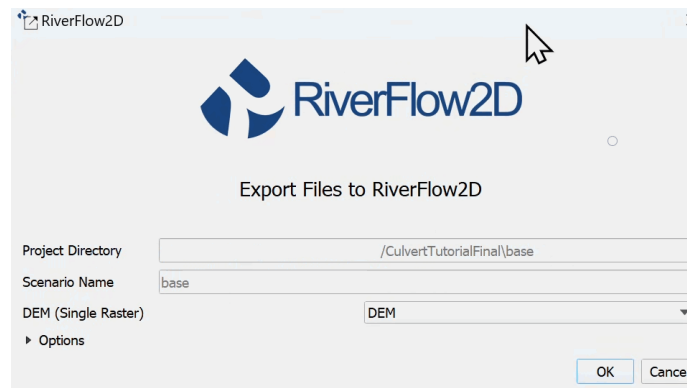 RiverFlow2D
RiverFlow2D
Export Files to RiverFlow2D
Project Directory /CulvertTutorialFinal\base
Scenario Name base
DEM (Single Raster) DEM
Options
OK Cance